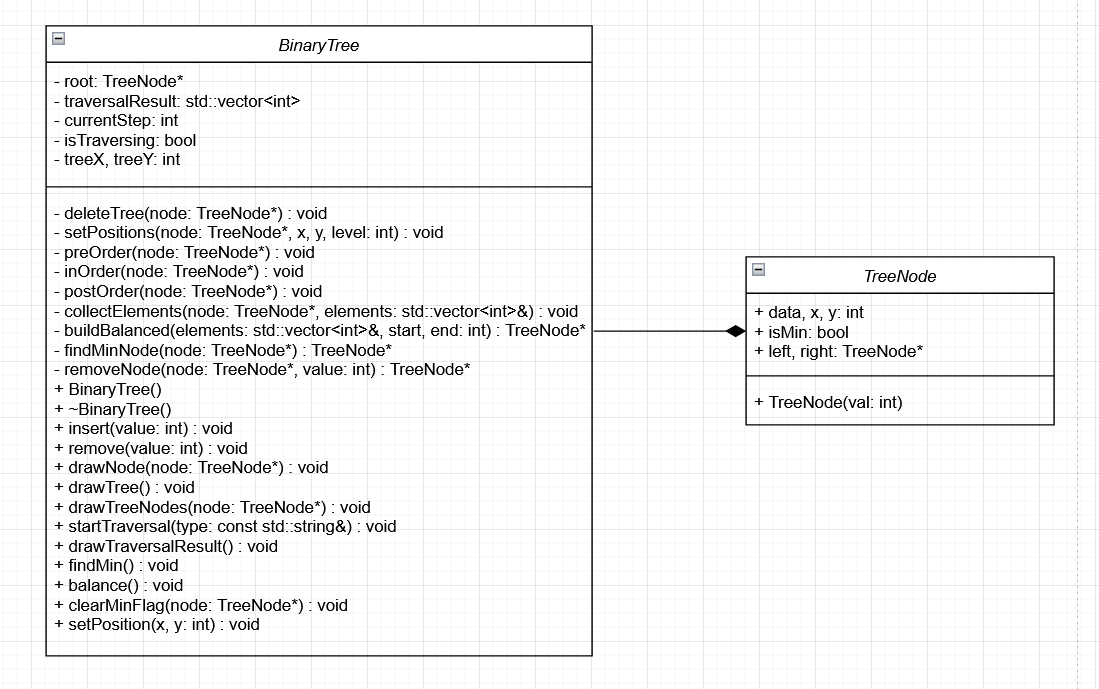 BinaryTree
- root: TreeNode*
- traversalResult: std::vector<int>
- currentStep: int
- isTraversing: bool
- treeX, treeY: int
- deleteTree(node: TreeNode*) : void
- setPositions(node: TreeNode*, x, y, level: int) : void
- preOrder(node: TreeNode*) : void
- inOrder(node: TreeNode*) : void
- postOrder(node: TreeNode*) : void
- collectElements(node: TreeNode*, elements: std::vector<int>&) : void
- buildBalanced(elements: std::vector<int>&, start, end: int) : TreeNode*
- findMinNode(node: TreeNode*) : TreeNode*
- removeNode(node: TreeNode*, value: int) : TreeNode*
+ BinaryTree()
+ ~BinaryTree()
+ insert(value: int) : void
+ remove(value: int) : void
+ drawNode(node: TreeNode*) : void
+ drawTree() : void
+ drawTreeNodes(node: TreeNode*) : void
+ startTraversal(type: const std::string&) : void
+ drawTraversalResult() : void
+ findMin() : void
+ balance() : void
+ clearMinFlag(node: TreeNode*) : void
+ setPosition(x, y: int) : void
TreeNode
+ data, x, y: int
+ isMin: bool
+ left, right: TreeNode*
+ TreeNode(val: int)